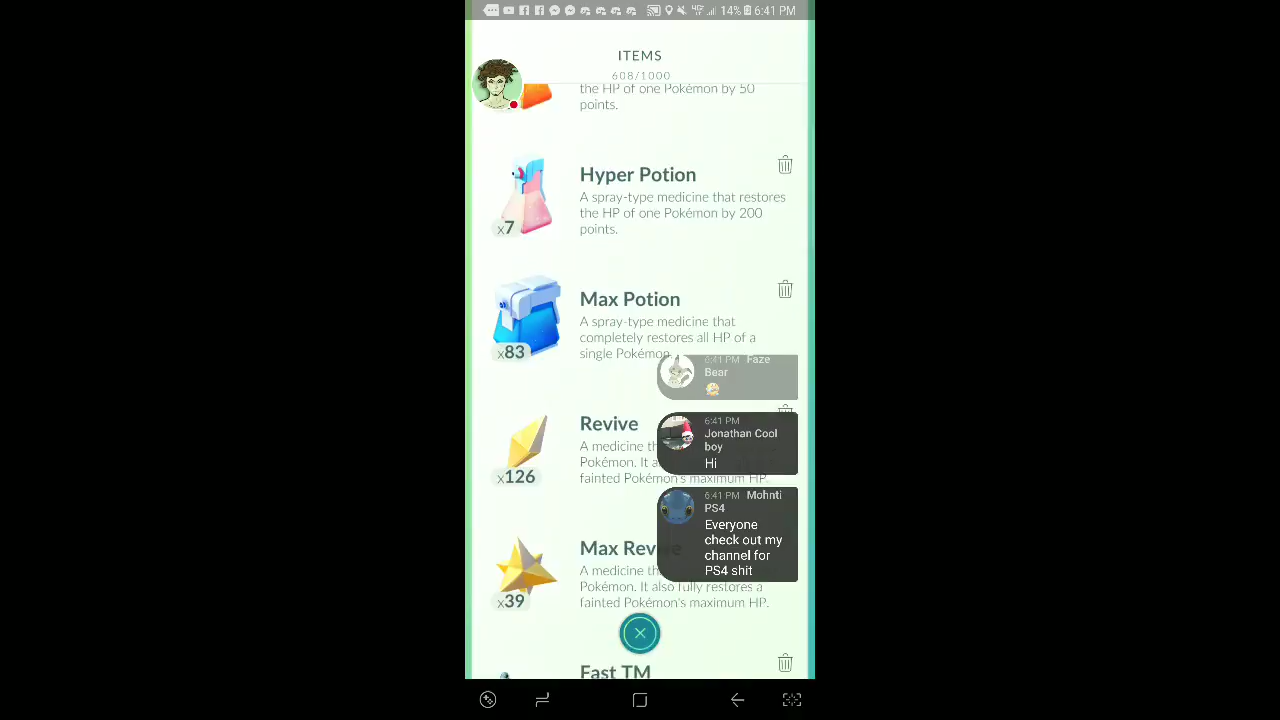 14% 6:41 PM
ITEMS
608/1000
the HP of one Pokémon by 50
points.
Hyper Potion
A spray-type medicine that restores
the HP of one Pokémon by 200
points.
x7
Max Potion
A spray-type medicine that
completely restores all HP of a
single Pokémon
x83
6:41 PM Faze
Bear
Revive
A medicine th
Pokémon. It a
fainted Pokémon's maximum HP.
x126
6:41 PM
Jonathan Cool
boy
Hi
6:41 PM Mohnti
PS4
Everyone
check out my
channel for
PS4 shit
Max Revive
A medicine th
Pokémon. It also fully restores a
fainted Pokémon's maximum HP.
x39
Fast TM